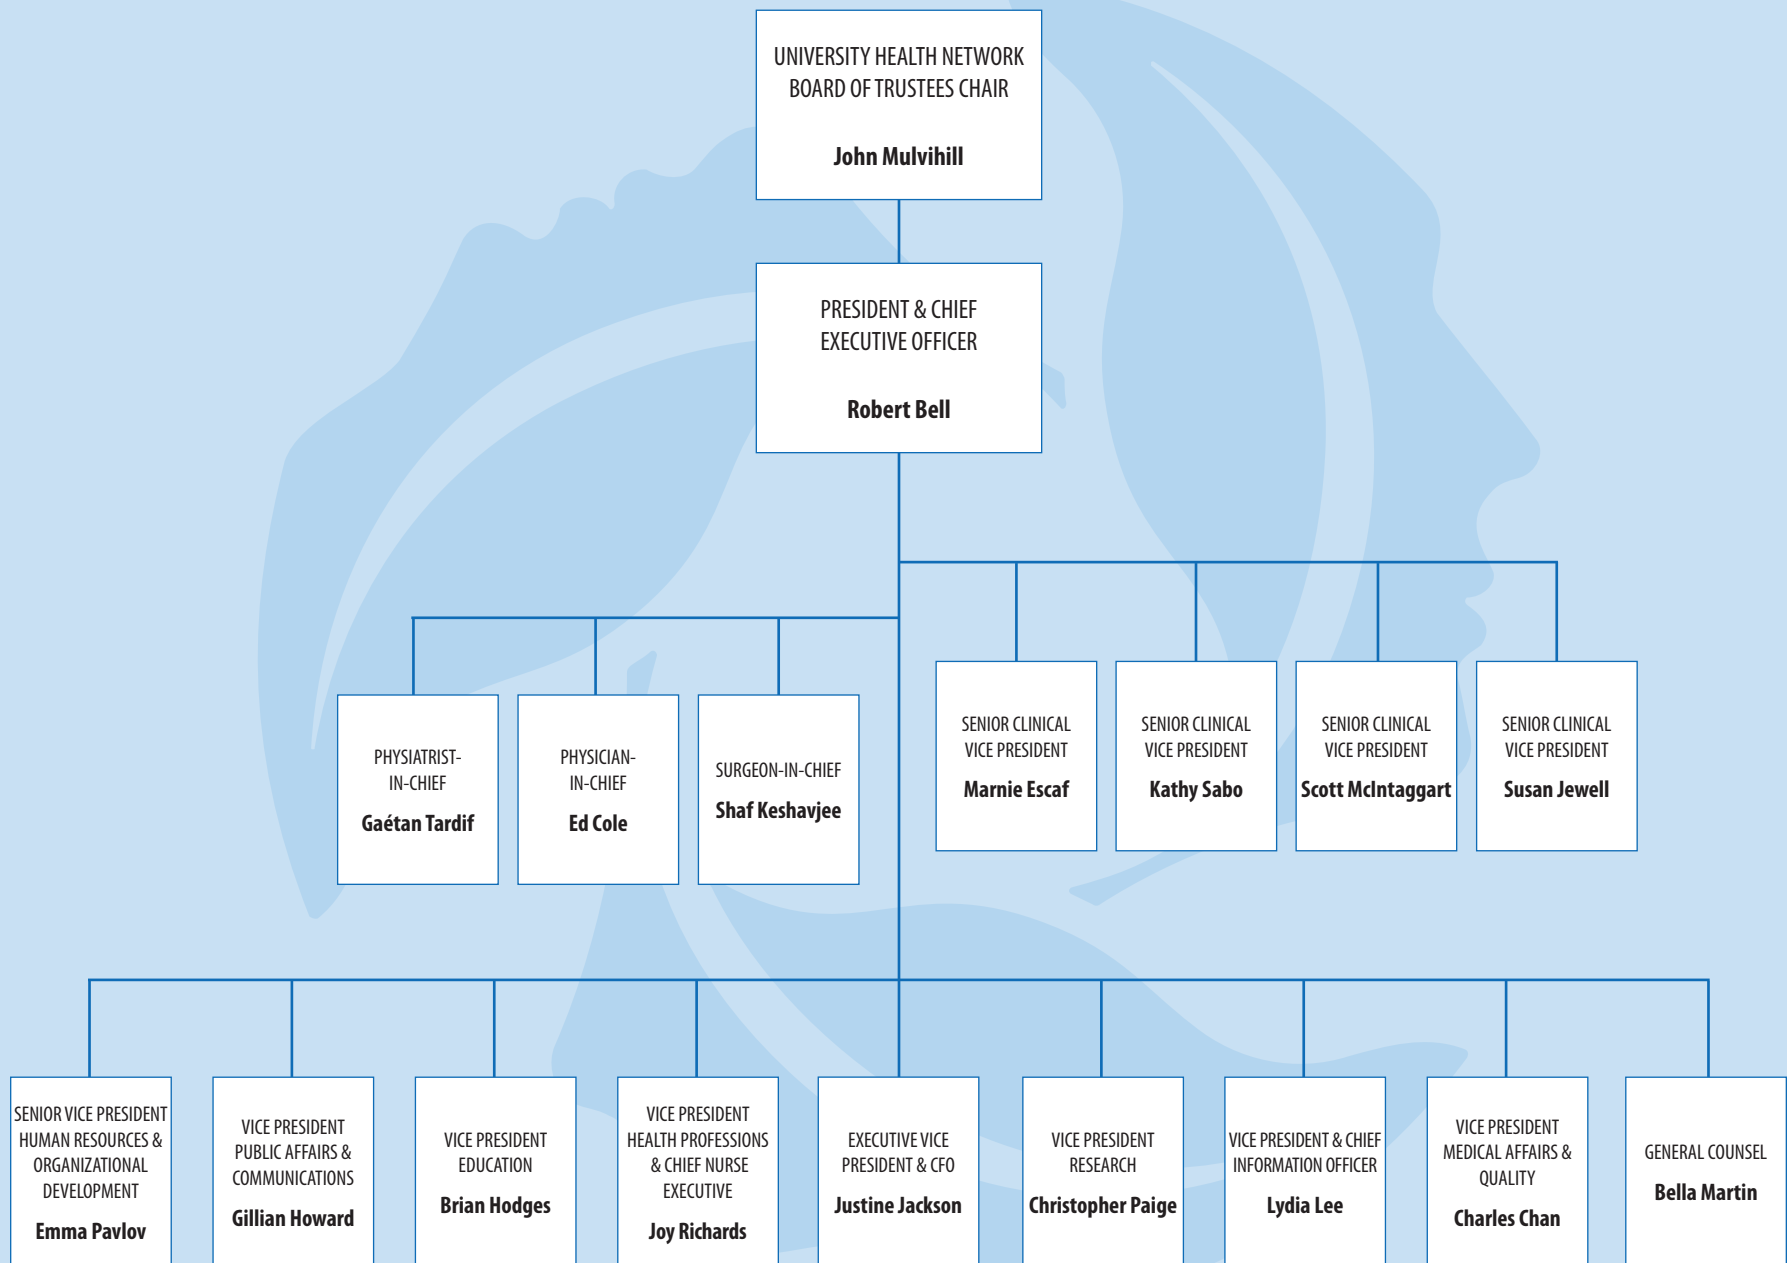 UNIVERSITY HEALTH NETWORK
BOARD OF TRUSTEES CHAIR
John Mulvihill
PRESIDENT & CHIEF
EXECUTIVE OFFICER
Robert Bell
PHYSIATRIST-
IN-CHIEF
Gaétan Tardif
PHYSICIAN-
IN-CHIEF
Ed Cole
SURGEON-IN-CHIEF
Shaf Keshavjee
SENIOR CLINICAL
VICE PRESIDENT
Marnie Escaf
SENIOR CLINICAL
VICE PRESIDENT
Kathy Sabo
SENIOR CLINICAL
VICE PRESIDENT
Scott McIntaggart
SENIOR CLINICAL
VICE PRESIDENT
Susan Jewell
SENIOR VICE PRESIDENT
HUMAN RESOURCES &
ORGANIZATIONAL
DEVELOPMENT
Emma Pavlov
VICE PRESIDENT
PUBLIC AFFAIRS &
COMMUNICATIONS
Gillian Howard
VICE PRESIDENT
EDUCATION
Brian Hodges
VICE PRESIDENT
HEALTH PROFESSIONS
& CHIEF NURSE
EXECUTIVE
Joy Richards
EXECUTIVE VICE
PRESIDENT & CFO
Justine Jackson
VICE PRESIDENT
RESEARCH
Christopher Paige
VICE PRESIDENT & CHIEF
INFORMATION OFFICER
Lydia Lee
VICE PRESIDENT
MEDICAL AFFAIRS &
QUALITY
Charles Chan
GENERAL COUNSEL
Bella Martin